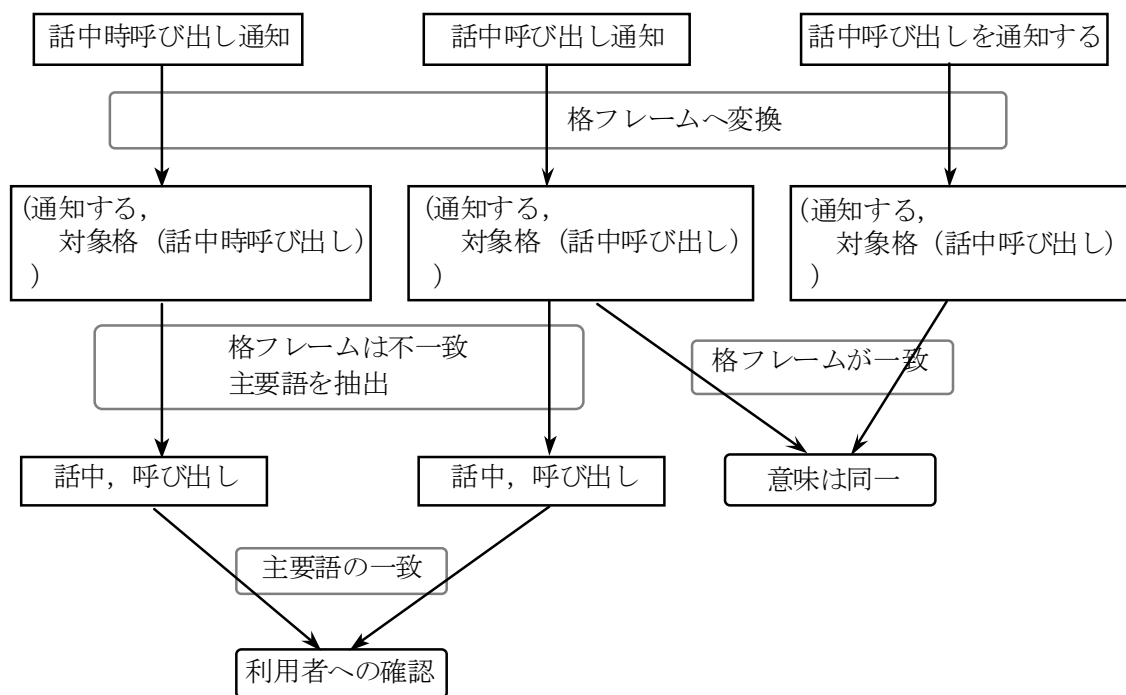 話中時呼び出し通知
話中呼び出し通知
話中呼び出しを通知する
格フレームへ変換
(通知する,
対象格（話中時呼び出し）
)
(通知する,
対象格（話中呼び出し）
)
(通知する,
対象格（話中呼び出し）
)
格フレームは不一致
主要語を抽出
格フレームが一致
話中，呼び出し
話中，呼び出し
意味は同一
主要語の一致
利用者への確認